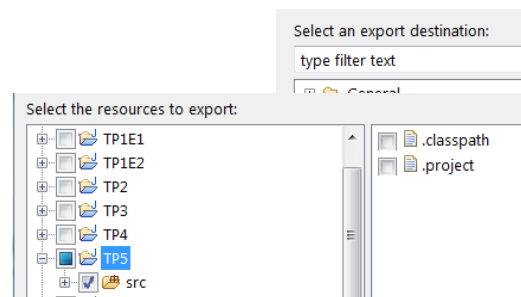 Select an export destination:
type filter text
General
Select the resources to export:
TP1E1
TP1E2
TP2
TP3
TP4
TP5
src
.classpath
.project